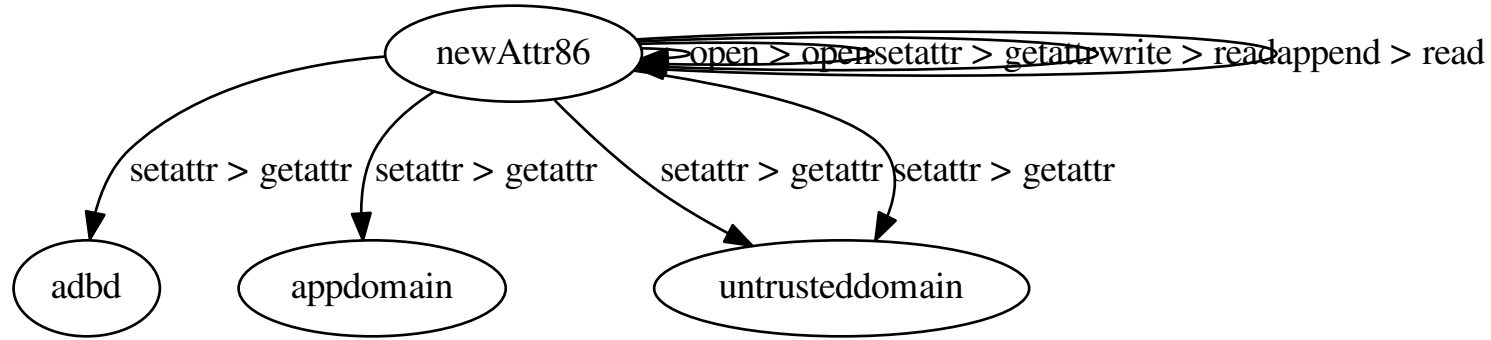 newAttr86
open > open
setattr > getattr
write > read
append > read
setattr > getattr
setattr > getattr
setattr > getattr
setattr > getattr
adbd
appdomain
untrusteddomain